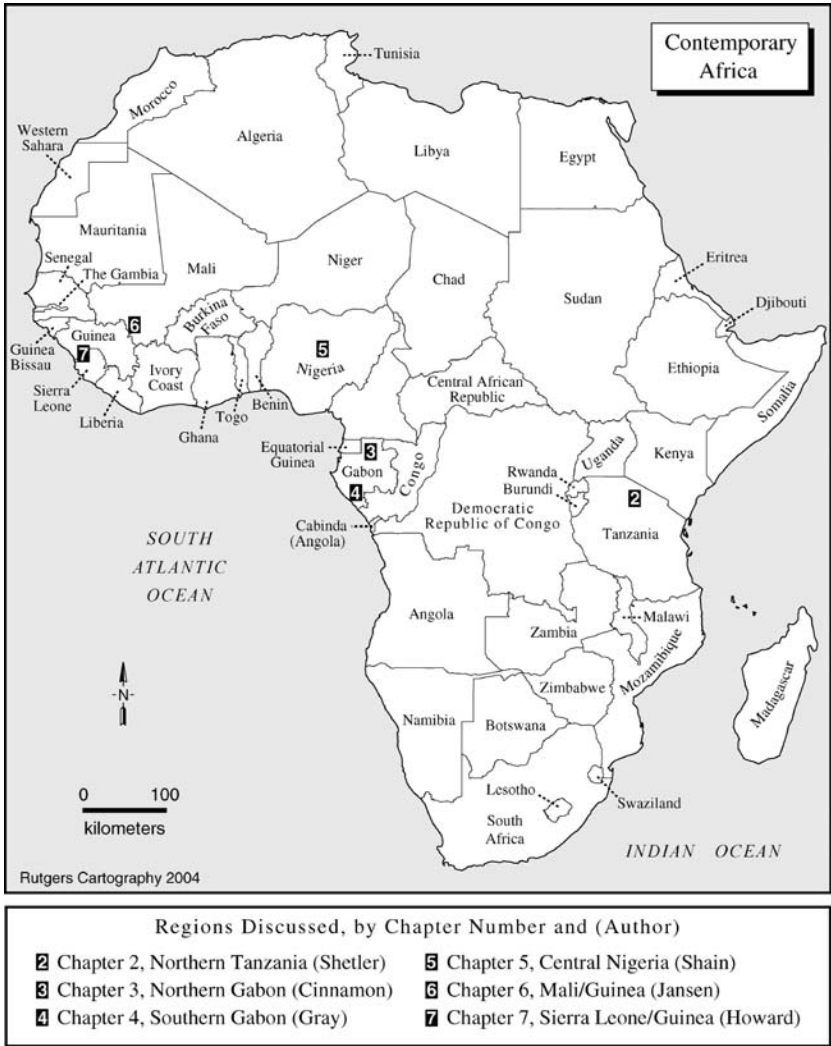 Contemporary
Africa
Tunisia
Morocco
Western
Sahara
Algeria
Libya
Egypt
Mauritania
Senegal
The Gambia
Mali
Niger
Chad
Sudan
Eritrea
Djibouti
Burkina
Faso
Guinea
6
7
5
Nigeria
Guinea
Bissau
Ivory
Coast
Sierra
Leone
Liberia
Ghana
Togo
Benin
Central African
Republic
Ethiopia
Somalia
Equatorial
Guinea
3
Gabon
4
Congo
Uganda
Kenya
Rwanda
Burundi
2
Democratic
Republic of Congo
Tanzania
Cabinda
(Angola)
SOUTH
ATLANTIC
OCEAN
Angola
Zambia
Malawi
Mozambique
Madagascar
Zimbabwe
-N-
Namibia
Botswana
0 100
kilometers
Lesotho
Swaziland
South
Africa
INDIAN OCEAN
Rutgers Cartography 2004
Regions Discussed, by Chapter Number and (Author)
2 Chapter 2, Northern Tanzania (Shetler)
3 Chapter 3, Northern Gabon (Cinnamon)
4 Chapter 4, Southern Gabon (Gray)
5 Chapter 5, Central Nigeria (Shain)
6 Chapter 6, Mali/Guinea (Jansen)
7 Chapter 7, Sierra Leone/Guinea (Howard)